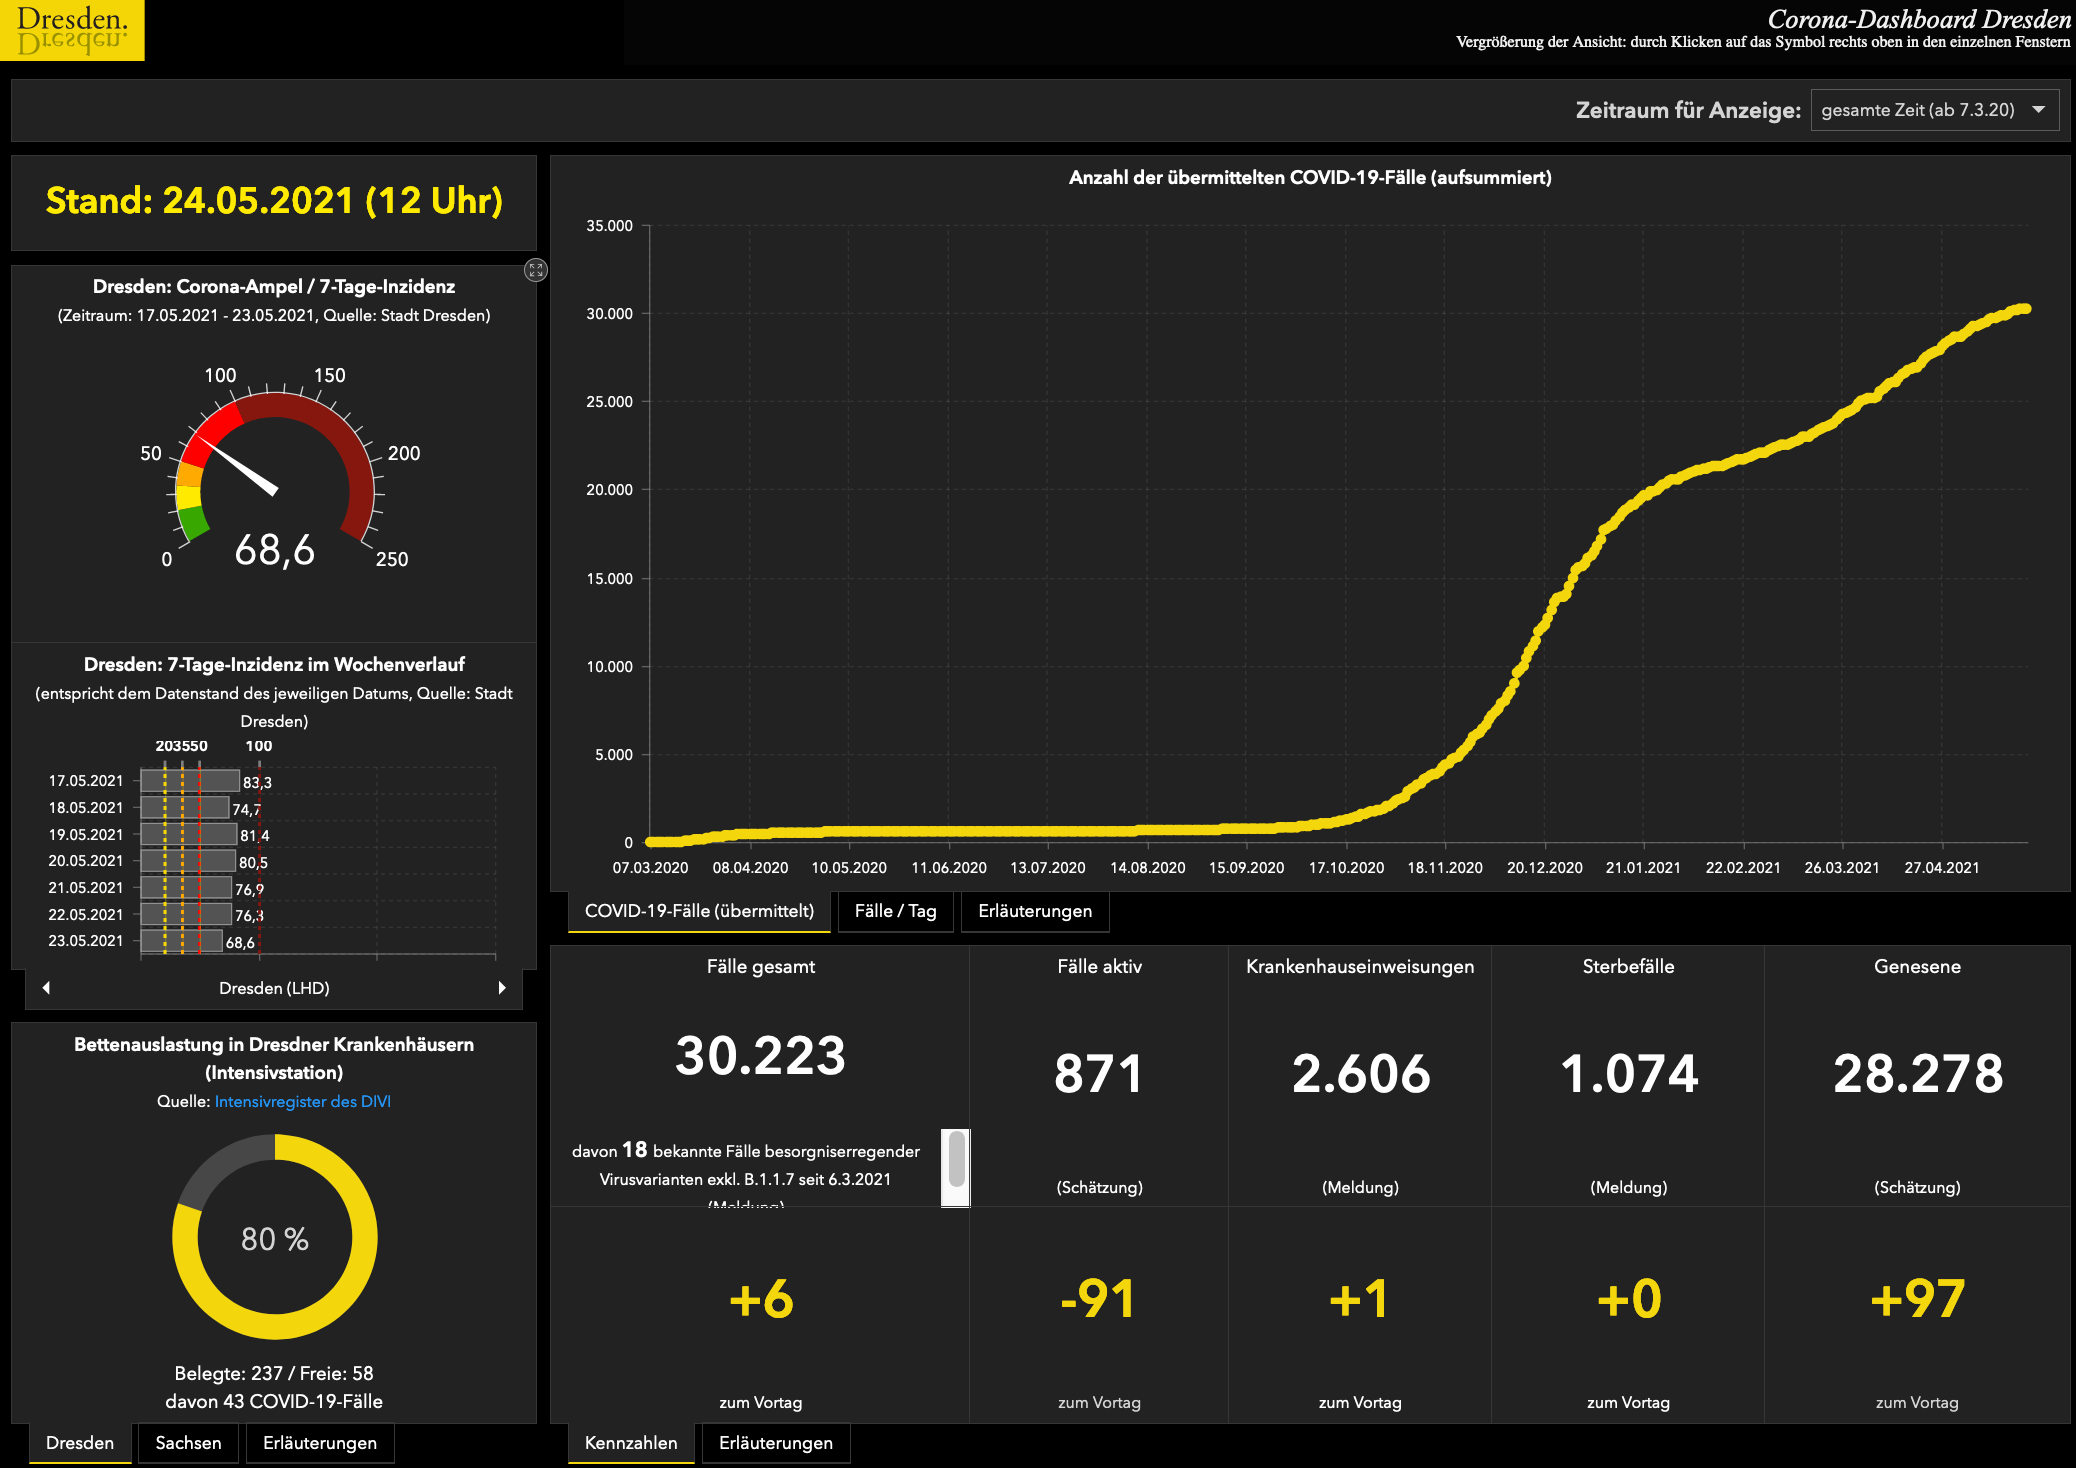 Dresden.
Dresden.
Corona-Dashboard Dresden
Vergrößerung der Ansicht: durch Klicken auf das Symbol rechts oben in den einzelnen Fenstern
Zeitraum für Anzeige: gesamte Zeit (ab 7.3.20)
Stand: 24.05.2021 (12 Uhr)
Dresden: Corona-Ampel / 7-Tage-Inzidenz
(Zeitraum: 17.05.2021 - 23.05.2021, Quelle: Stadt Dresden)
100 150
50 200
0 68,6 250
Dresden: 7-Tage-Inzidenz im Wochenverlauf
(entspricht dem Datenstand des jeweiligen Datums, Quelle: Stadt
Dresden)
20 35 50 100
17.05.2021 83,3
18.05.2021 74,7
19.05.2021 81,4
20.05.2021 80,5
21.05.2021 76,9
22.05.2021 76,3
23.05.2021 68,6
Dresden (LHD)
Bettenauslastung in Dresdner Krankenhäusern
(Intensivstation)
Quelle: Intensivregister des DIVI
80 %
Belegte: 237 / Freie: 58
davon 43 COVID-19-Fälle
Dresden Sachsen Erläuterungen
Anzahl der übermittelten COVID-19-Fälle (aufsummiert)
35.000
30.000
25.000
20.000
15.000
10.000
5.000
0
07.03.2020 08.04.2020 10.05.2020 11.06.2020 13.07.2020 14.08.2020 15.09.2020 17.10.2020 18.11.2020 20.12.2020 21.01.2021 22.02.2021 26.03.2021 27.04.2021
COVID-19-Fälle (übermittelt) Fälle / Tag Erläuterungen
Fälle gesamt Fälle aktiv Krankenhauseinweisungen Sterbefälle Genesene
30.223 871 2.606 1.074 28.278
davon 18 bekannte Fälle besorgniserregender
Virusvarianten exkl. B.1.1.7 seit 6.3.2021
(Meldung)
(Schätzung) (Meldung) (Meldung) (Schätzung)
+6 -91 +1 +0 +97
zum Vortag zum Vortag zum Vortag zum Vortag zum Vortag
Kennzahlen Erläuterungen